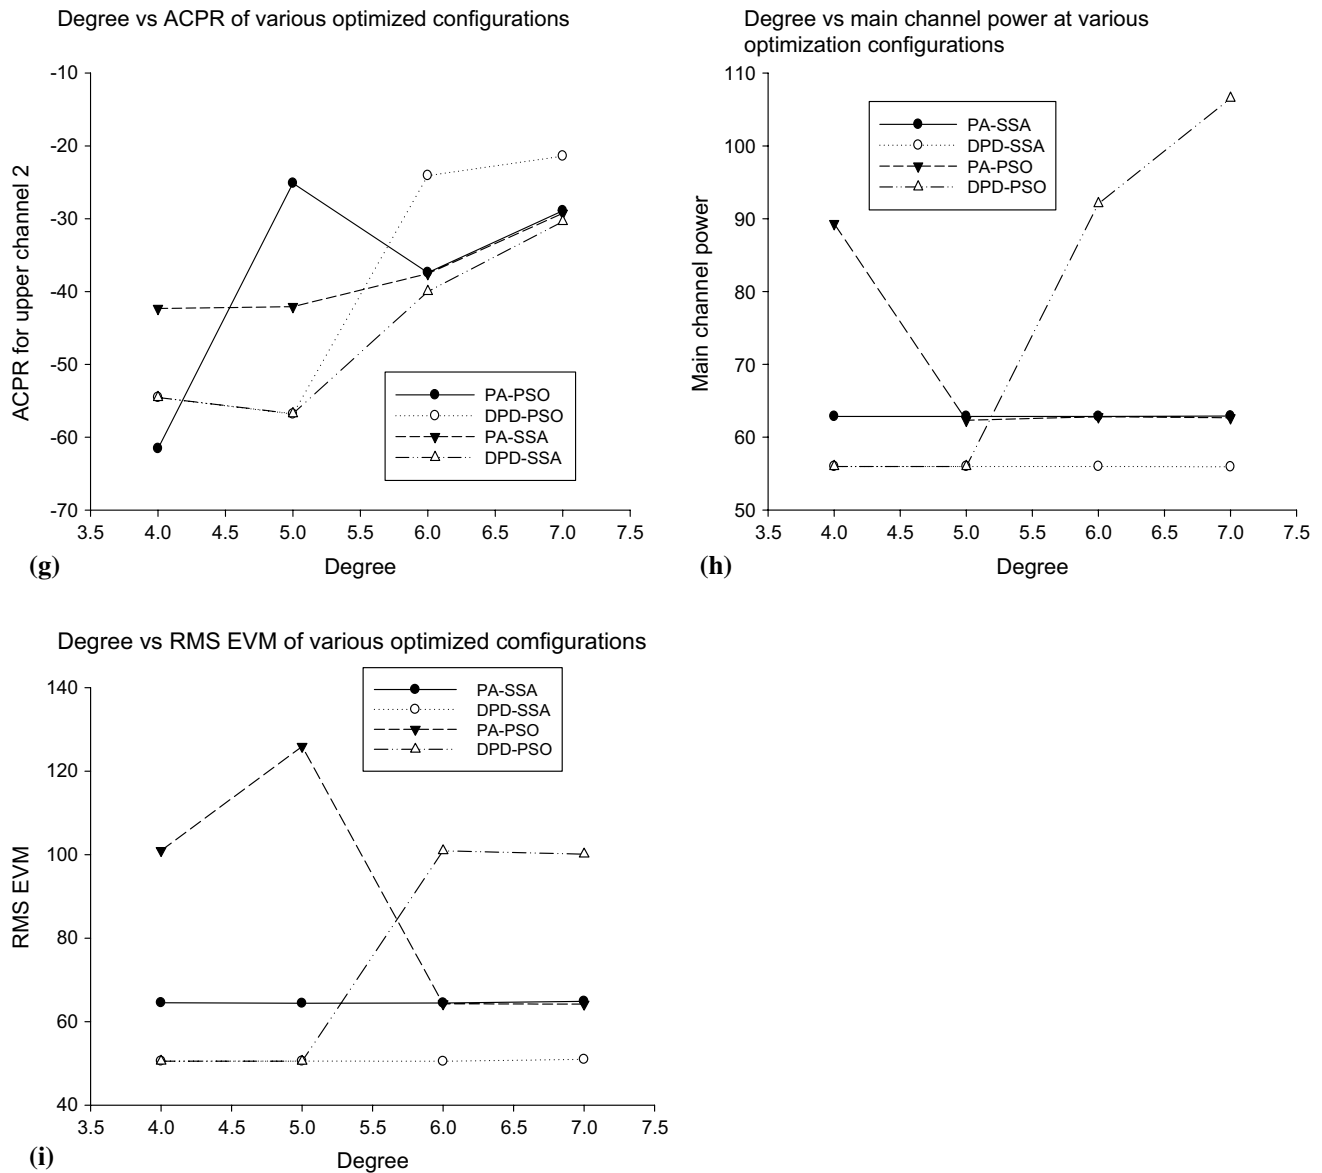 Degree vs ACPR of various optimized configurations
-10
-20
-30
-40
-50
-60
-70
ACPR for upper channel 2
PA-PSO
DPD-PSO
PA-SSA
DPD-SSA
3.5 4.0 4.5 5.0 5.5 6.0 6.5 7.0 7.5
Degree
(g)
Degree vs main channel power at various
optimization configurations
110
100
90
80
70
60
50
Main channel power
PA-SSA
DPD-SSA
PA-PSO
DPD-PSO
3.5 4.0 4.5 5.0 5.5 6.0 6.5 7.0 7.5
Degree
(h)
Degree vs RMS EVM of various optimized comfigurations
140
120
100
80
60
40
RMS EVM
PA-SSA
DPD-SSA
PA-PSO
DPD-PSO
3.5 4.0 4.5 5.0 5.5 6.0 6.5 7.0 7.5
Degree
(i)